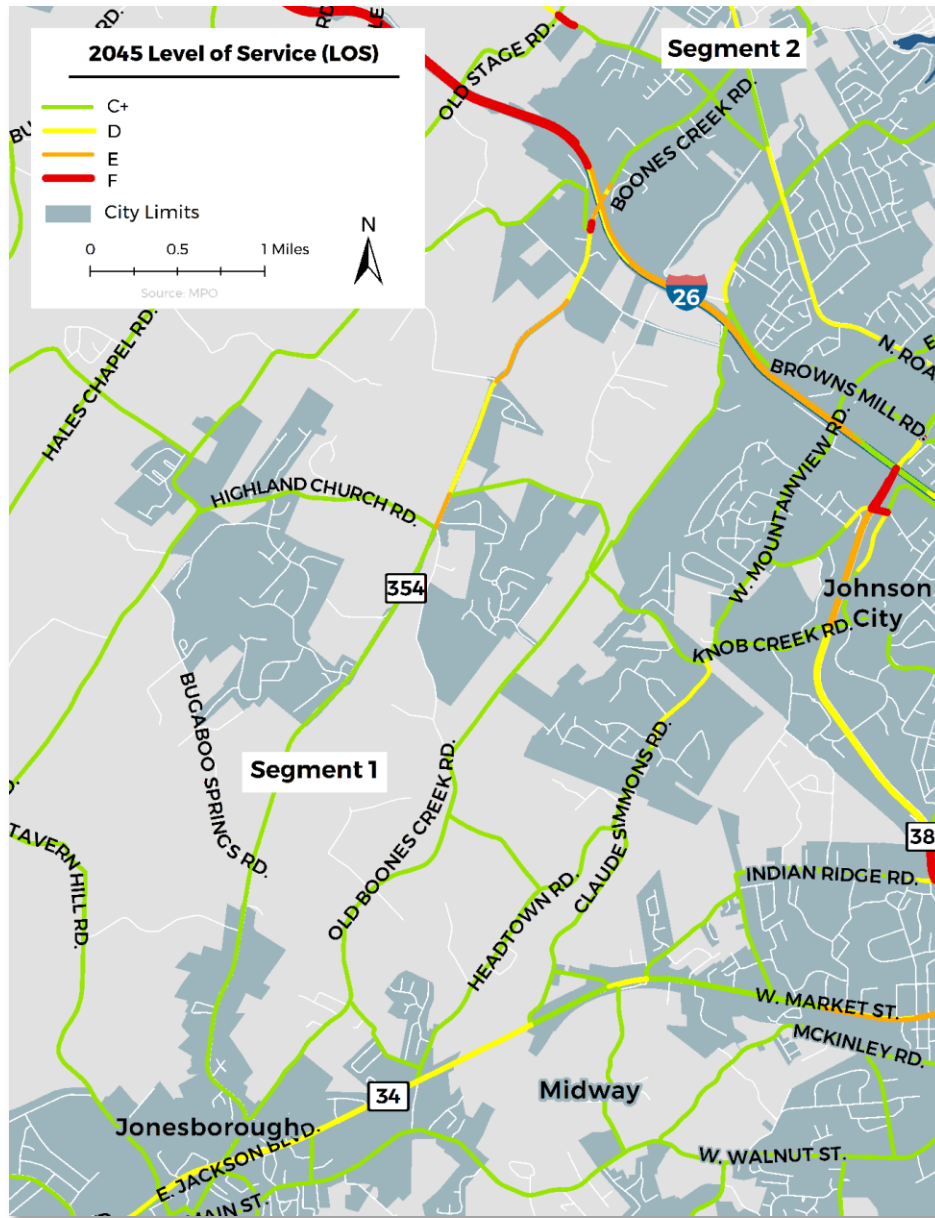 2045 Level of Service (LOS)
C+
D
E
F
City Limits
N
0 0.5 1 Miles
Source: MPO
RD.
RD.
OLD STAGE RD.
Segment 2
BOONES CREEK RD.
26
HALES CHAPEL RD.
N. ROA
BROWNS MILL RD.
HIGHLAND CHURCH RD.
W. MOUNTAINVIEW RD.
354
Johnson
City
KNOB CREEK RD.
BUGABOO SPRINGS RD.
Segment 1
OLD BOONES CREEK RD.
CLAUDE SIMMONS RD.
TAVERN HILL RD.
38
INDIAN RIDGE RD.
HEADTOWN RD.
W. MARKET ST.
MCKINLEY RD.
34
Midway
Jonesborough
E. JACKSON BLVD.
W. WALNUT ST.
MAIN ST.